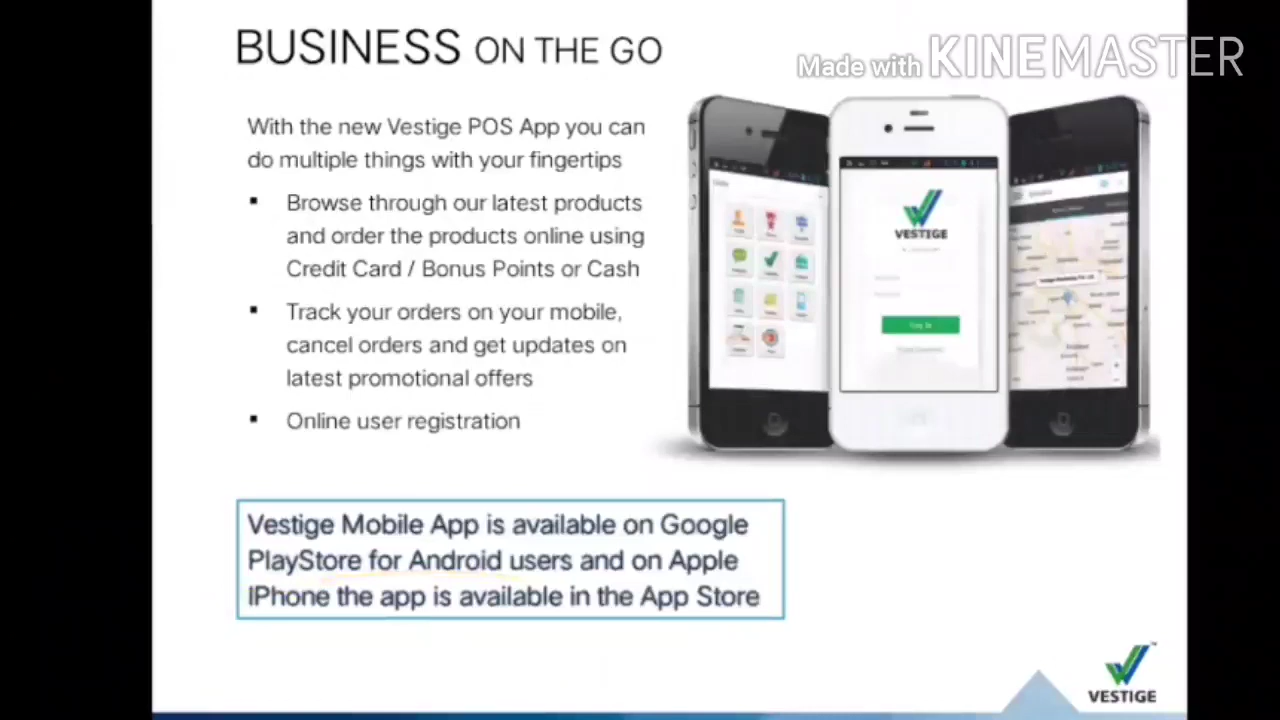 BUSINESS ON THE GO
Made with KINEMASTER
With the new Vestige POS App you can
do multiple things with your fingertips
▪ Browse through our latest products
and order the products online using
Credit Card / Bonus Points or Cash
▪ Track your orders on your mobile,
cancel orders and get updates on
latest promotional offers
▪ Online user registration
VESTIGE
Log In
Vestige Mobile App is available on Google
PlayStore for Android users and on Apple
IPhone the app is available in the App Store
VESTIGE